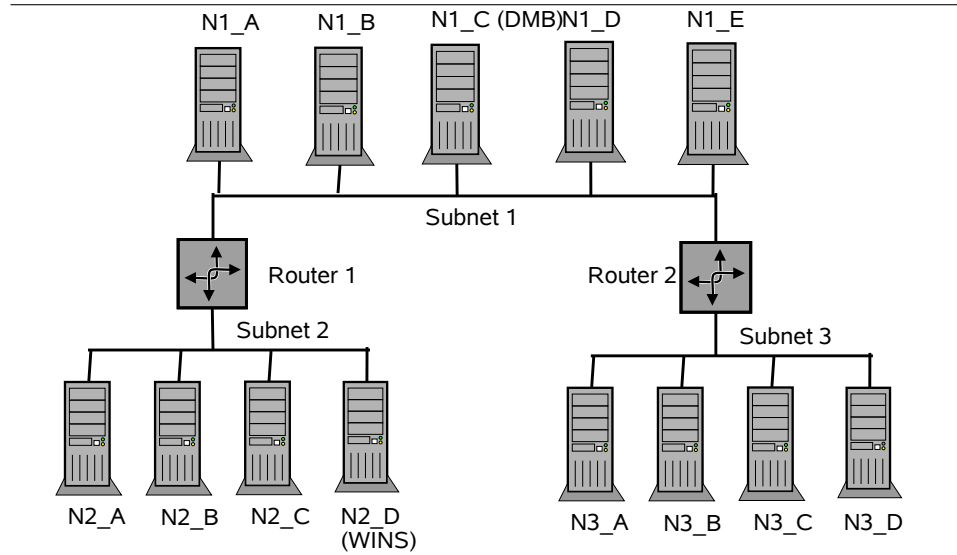 N1_A N1_B N1_C (DMB) N1_D N1_E
Subnet 1
Router 1 Router 2
Subnet 2 Subnet 3
N2_A N2_B N2_C N2_D
(WINS)
N3_A N3_B N3_C N3_D